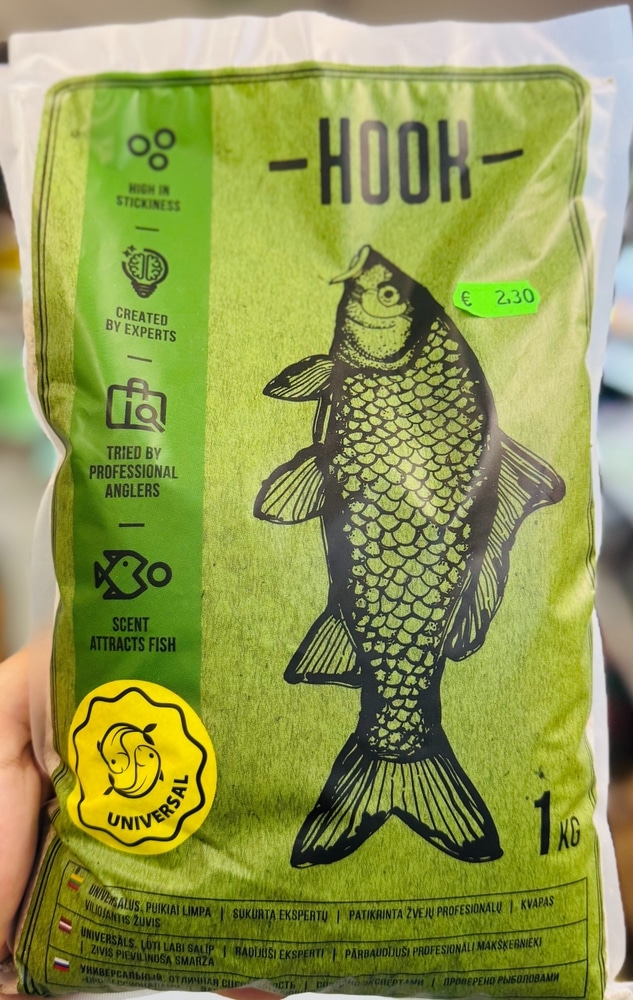 -HOOK-
HIGH IN
STICKINESS
CREATED
BY EXPERTS
TRIED BY
PROFESSIONAL
ANGLERS
SCENT
ATTRACTS FISH
€ 2.30
UNIVERSAL
1 KG
UNIVERSALUS, PUIKIAI LIMPA | SUKURTA EKSPERTŲ | PATIKRINTA ŽVEJŲ PROFESIONALŲ | KVAPAS
VILIOJANTIS ŽUVIS
UNIVERSĀLS, ĻOTI LABI SALĪP | RADĪJUŠI EKSPERTI | PĀRBAUDĪJUŠI PROFESIONĀLI MAKŠĶERNIEKI
| ZIVIS PIEVILINOŠA SMARŽA
УНИВЕРСАЛЬНЫЙ, ОТЛИЧНАЯ ЭКСПЕРТАМИ | ПРОВЕРЕНО РЫБОЛОВАМИ